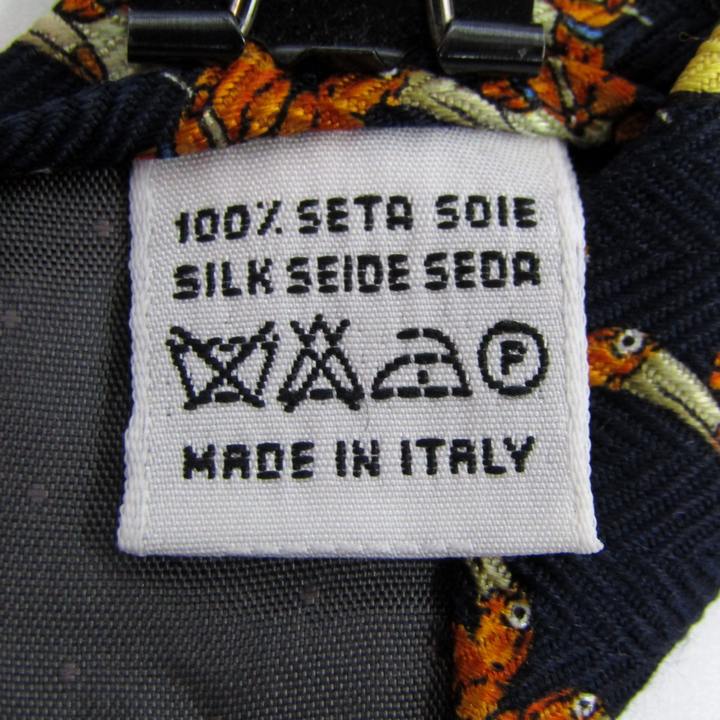 100% SETA SOIE
SILK SEIDE SEDA
P
MADE IN ITALY